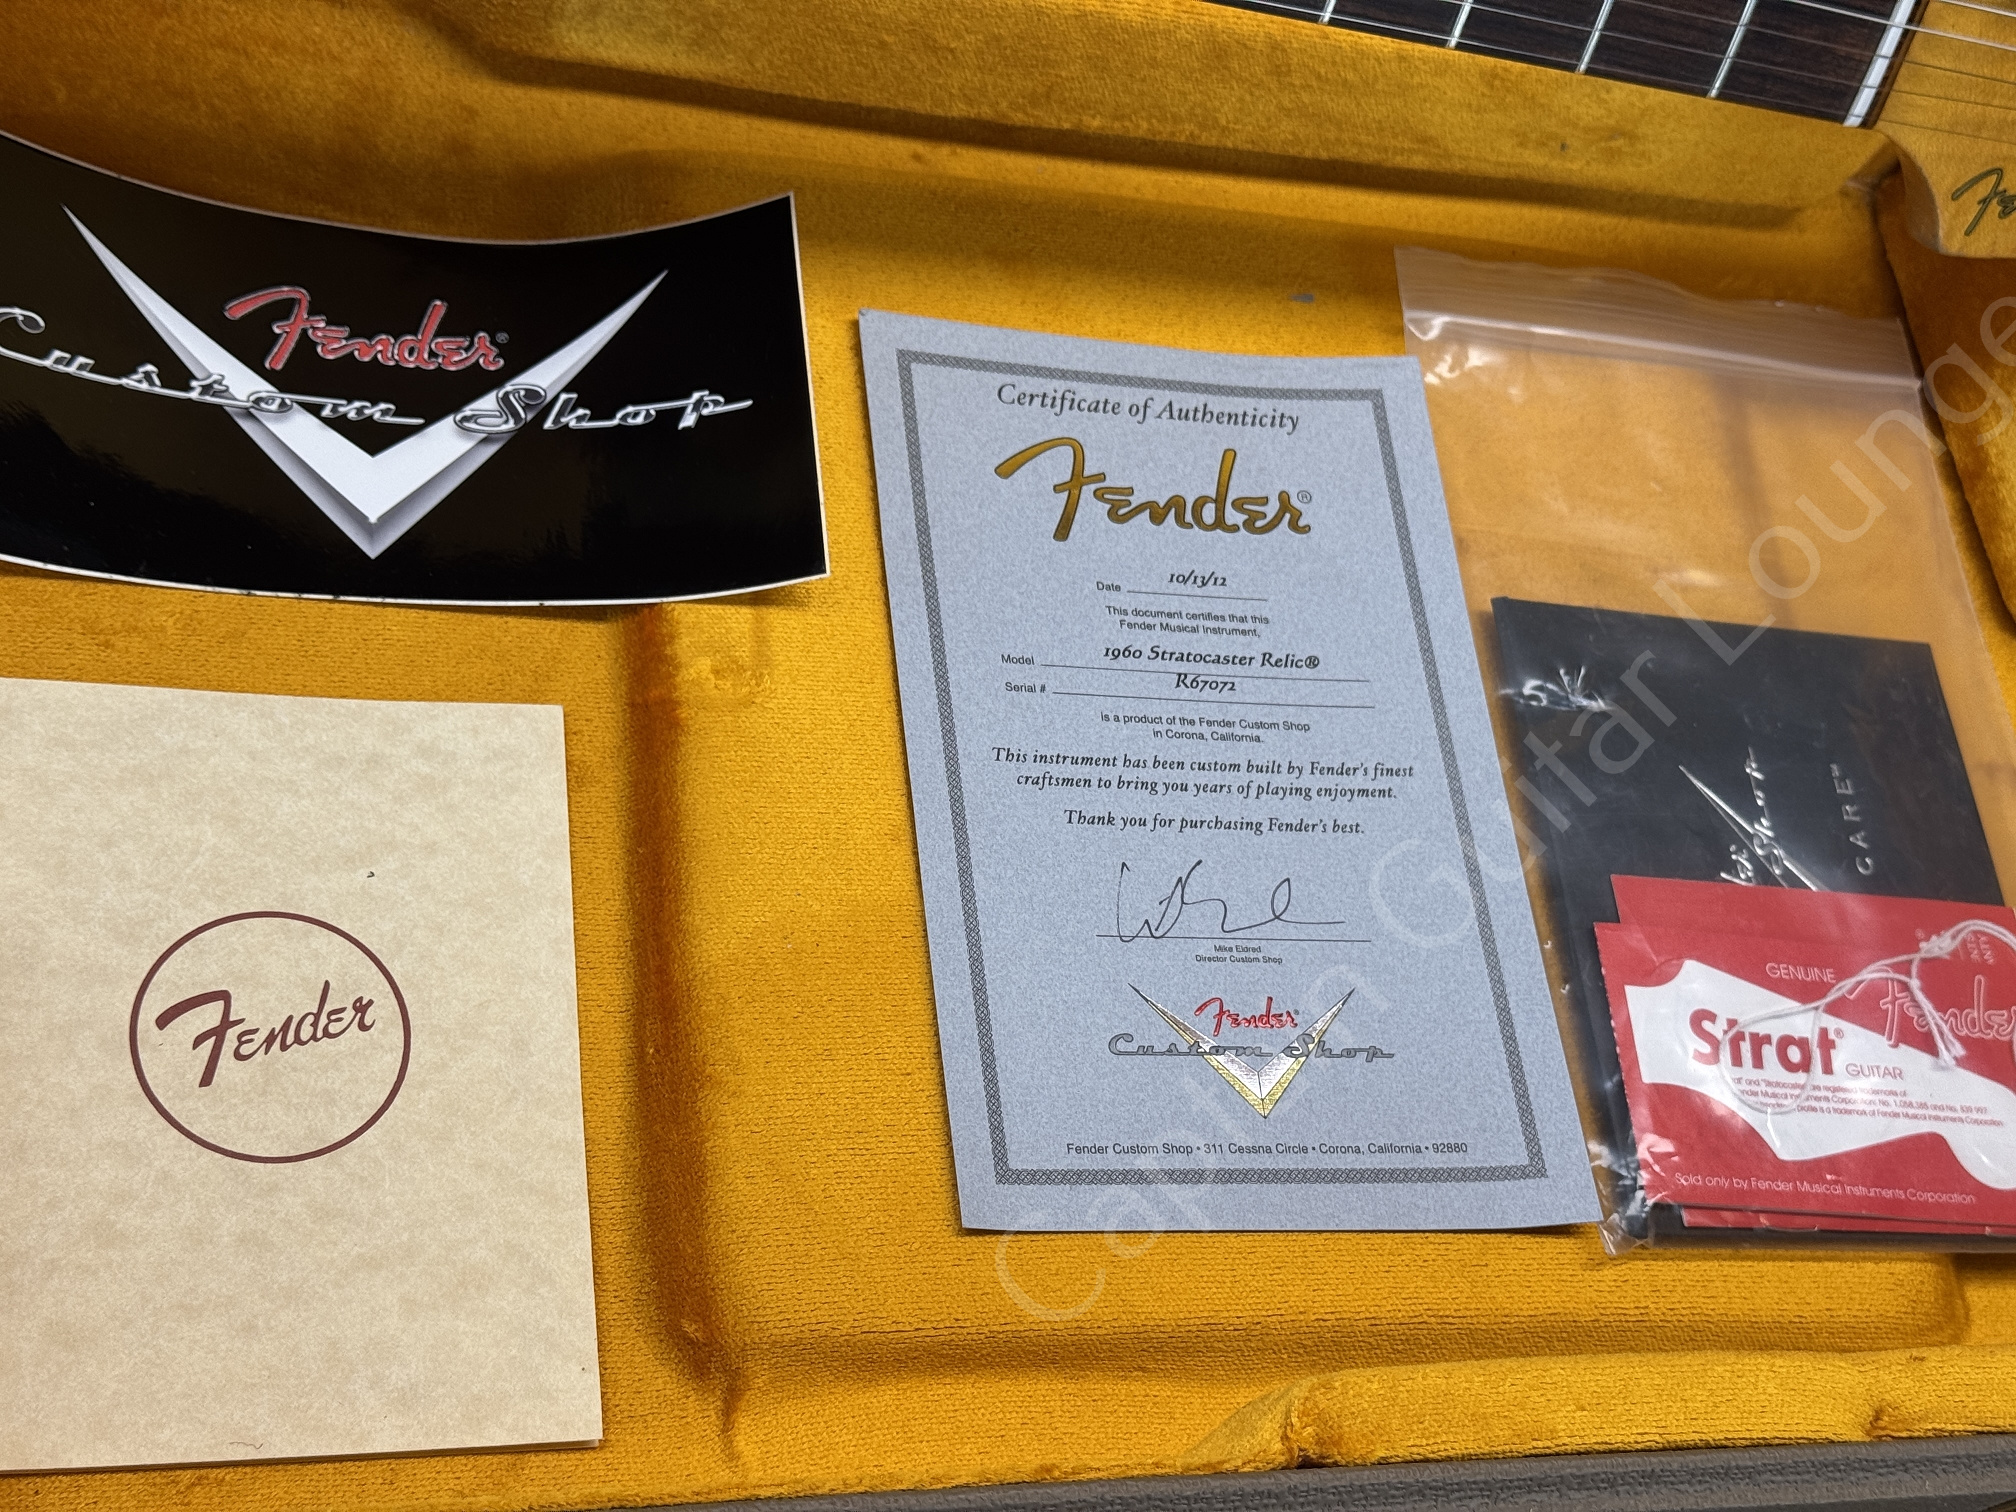 Fender®
Custom Shop
Fender
Certificate of Authenticity
Fender®
Date 10/13/12
This document certifies that this
Fender Musical Instrument,
Model 1960 Stratocaster Relic®
Serial # R67072
is a product of the Fender Custom Shop
in Corona, California.
This instrument has been custom built by Fender's finest
craftsmen to bring you years of playing enjoyment.
Thank you for purchasing Fender's best.
Mike Eldred
Director Custom Shop
Fender®
Custom Shop
Fender Custom Shop • 311 Cessna Circle • Corona, California • 92880
Shop
CARE™
GENUINE
Fender
Strat®
GUITAR
Sold only by Fender Musical Instruments Corporation
Guitar Lounge